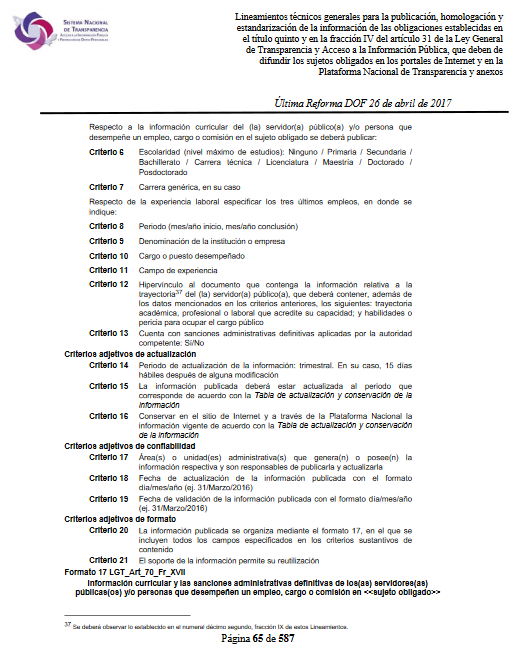 SISTEMA NACIONAL
DE TRANSPARENCIA
ACCESO A LA INFORMACIÓN PÚBLICA
Y PROTECCIÓN DE DATOS PERSONALES
Lineamientos técnicos generales para la publicación, homologación y
estandarización de la información de las obligaciones establecidas en
el título quinto y en la fracción IV del artículo 31 de la Ley General
de Transparencia y Acceso a la Información Pública, que deben de
difundir los sujetos obligados en los portales de Internet y en la
Plataforma Nacional de Transparencia y anexos
Última Reforma DOF 26 de abril de 2017
Respecto a la información curricular del (la) servidor(a) público(a) y/o persona que
desempeñe un empleo, cargo o comisión en el sujeto obligado se deberá publicar:
Criterio 6 Escolaridad (nivel máximo de estudios): Ninguno / Primaria / Secundaria /
Bachillerato / Carrera técnica / Licenciatura / Maestría / Doctorado /
Posdoctorado
Criterio 7 Carrera genérica, en su caso
Respecto de la experiencia laboral especificar los tres últimos empleos, en donde se
indique:
Criterio 8 Periodo (mes/año inicio, mes/año conclusión)
Criterio 9 Denominación de la institución o empresa
Criterio 10 Cargo o puesto desempeñado
Criterio 11 Campo de experiencia
Criterio 12 Hipervínculo al documento que contenga la información relativa a la
trayectoria37 del (la) servidor(a) público(a), que deberá contener, además de
los datos mencionados en los criterios anteriores, los siguientes: trayectoria
académica, profesional o laboral que acredite su capacidad; y habilidades o
pericia para ocupar el cargo público
Criterio 13 Cuenta con sanciones administrativas definitivas aplicadas por la autoridad
competente: Sí/No
Criterios adjetivos de actualización
Criterio 14 Periodo de actualización de la información: trimestral. En su caso, 15 días
hábiles después de alguna modificación
Criterio 15 La información publicada deberá estar actualizada al periodo que
corresponde de acuerdo con la Tabla de actualización y conservación de la
información
Criterio 16 Conservar en el sitio de Internet y a través de la Plataforma Nacional la
información vigente de acuerdo con la Tabla de actualización y conservación
de la información
Criterios adjetivos de confiabilidad
Criterio 17 Área(s) o unidad(es) administrativa(s) que genera(n) o posee(n) la
información respectiva y son responsables de publicarla y actualizarla
Criterio 18 Fecha de actualización de la información publicada con el formato
día/mes/año (ej. 31/Marzo/2016)
Criterio 19 Fecha de validación de la información publicada con el formato día/mes/año
(ej. 31/Marzo/2016)
Criterios adjetivos de formato
Criterio 20 La información publicada se organiza mediante el formato 17, en el que se
incluyen todos los campos especificados en los criterios sustantivos de
contenido
Criterio 21 El soporte de la información permite su reutilización
Formato 17 LGT_Art_70_Fr_XVII
Información curricular y las sanciones administrativas definitivas de los(as) servidores(as)
públicas(os) y/o personas que desempeñen un empleo, cargo o comisión en <<sujeto obligado>>
37 Se deberá observar lo establecido en el numeral décimo segundo, fracción IX de estos Lineamientos.
Página 65 de 587